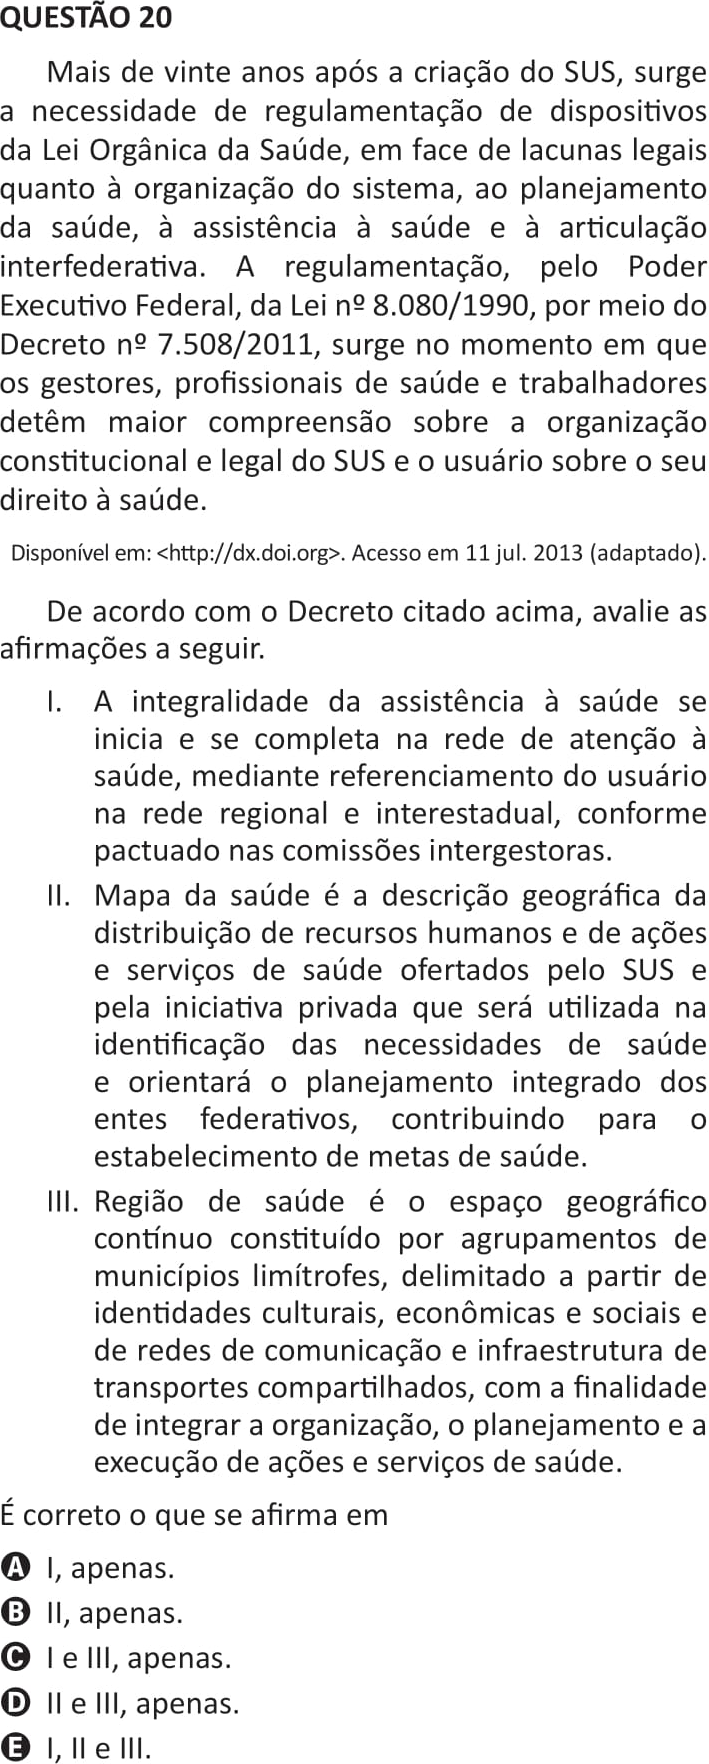 QUESTÃO 20
Mais de vinte anos após a criação do SUS, surge
a necessidade de regulamentação de dispositivos
da Lei Orgânica da Saúde, em face de lacunas legais
quanto à organização do sistema, ao planejamento
da saúde, à assistência à saúde e à articulação
interfederativa. A regulamentação, pelo Poder
Executivo Federal, da Lei nº 8.080/1990, por meio do
Decreto nº 7.508/2011, surge no momento em que
os gestores, profissionais de saúde e trabalhadores
detêm maior compreensão sobre a organização
constitucional e legal do SUS e o usuário sobre o seu
direito à saúde.
Disponível em: <http://dx.doi.org>. Acesso em 11 jul. 2013 (adaptado).
De acordo com o Decreto citado acima, avalie as
afirmações a seguir.
I. A integralidade da assistência à saúde se
inicia e se completa na rede de atenção à
saúde, mediante referenciamento do usuário
na rede regional e interestadual, conforme
pactuado nas comissões intergestoras.
II. Mapa da saúde é a descrição geográfica da
distribuição de recursos humanos e de ações
e serviços de saúde ofertados pelo SUS e
pela iniciativa privada que será utilizada na
identificação das necessidades de saúde
e orientará o planejamento integrado dos
entes federativos, contribuindo para o
estabelecimento de metas de saúde.
III. Região de saúde é o espaço geográfico
contínuo constituído por agrupamentos de
municípios limítrofes, delimitado a partir de
identidades culturais, econômicas e sociais e
de redes de comunicação e infraestrutura de
transportes compartilhados, com a finalidade
de integrar a organização, o planejamento e a
execução de ações e serviços de saúde.
É correto o que se afirma em
A I, apenas.
B II, apenas.
C I e III, apenas.
D II e III, apenas.
E I, II e III.